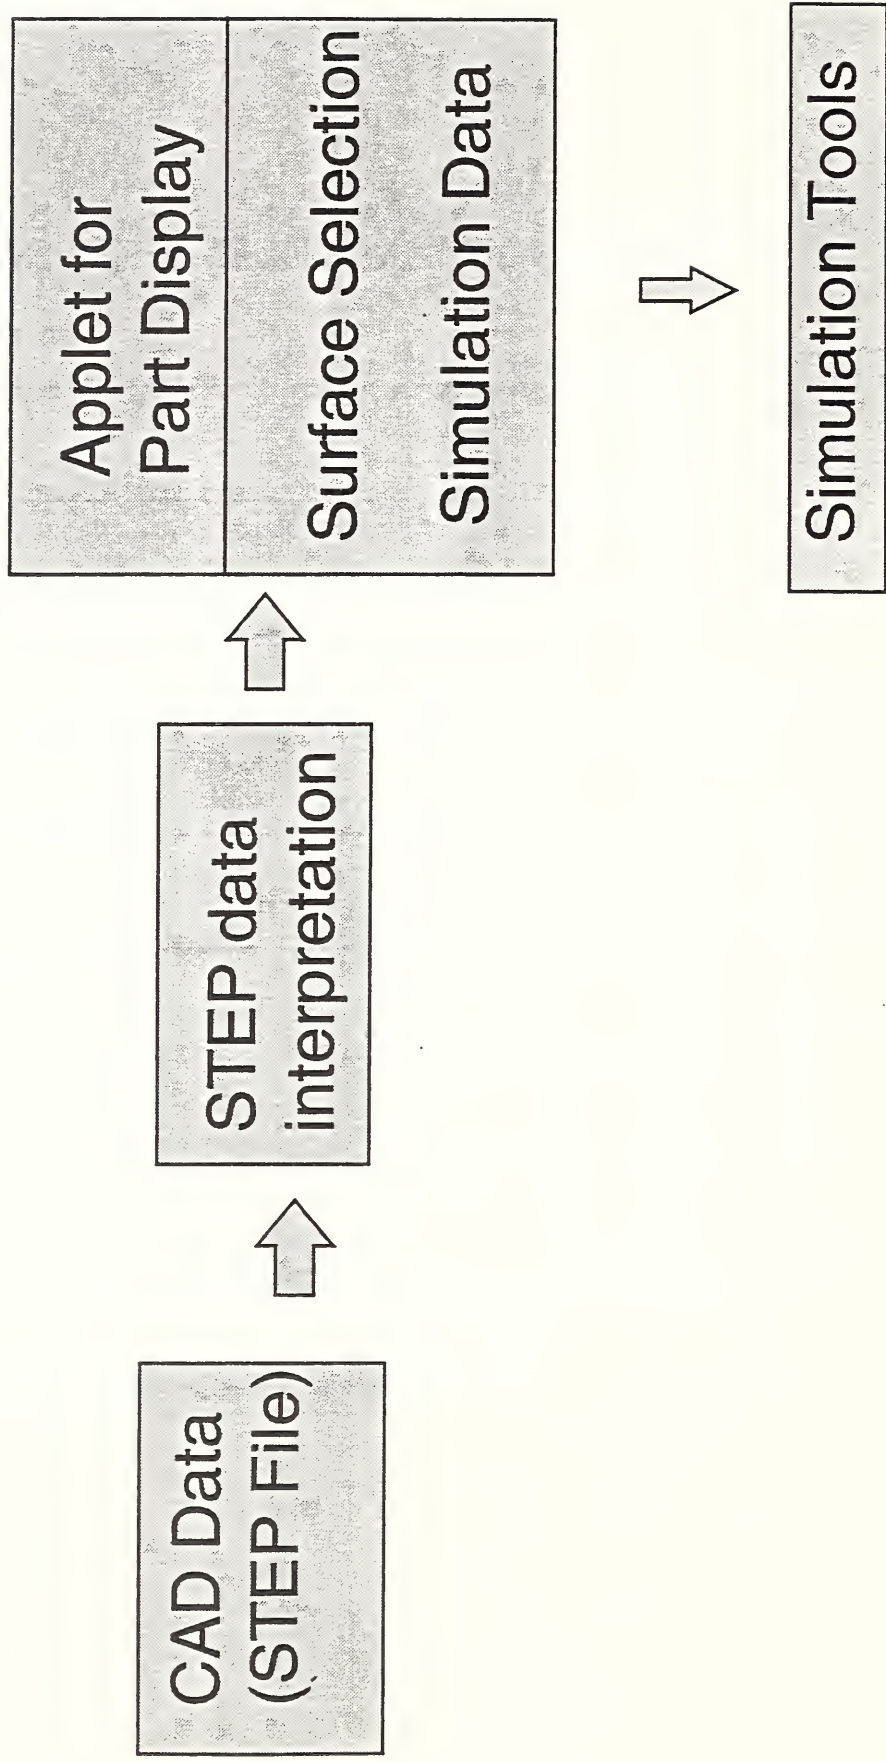 CAD Data
(STEP File)
STEP data
interpretation
Applet for
Part Display
Surface Selection
Simulation Data
Simulation Tools